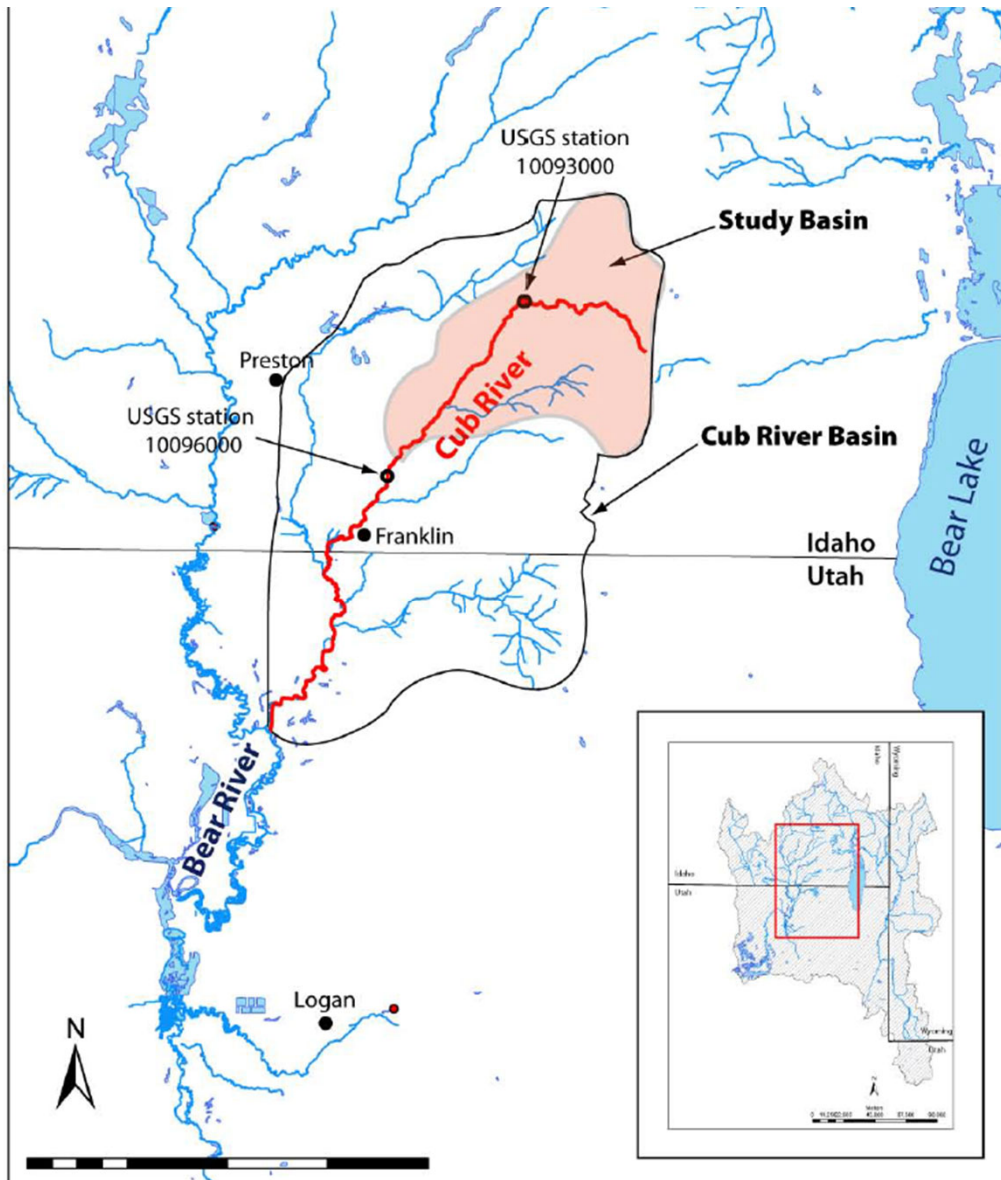 USGS station
10093000
Study Basin
Preston
Cub River
USGS station
10096000
Cub River Basin
Franklin
Idaho
Utah
Bear Lake
Bear River
Logan
N
Idaho
Wyoming
Idaho
Utah
Wyoming
Utah
N
Meters